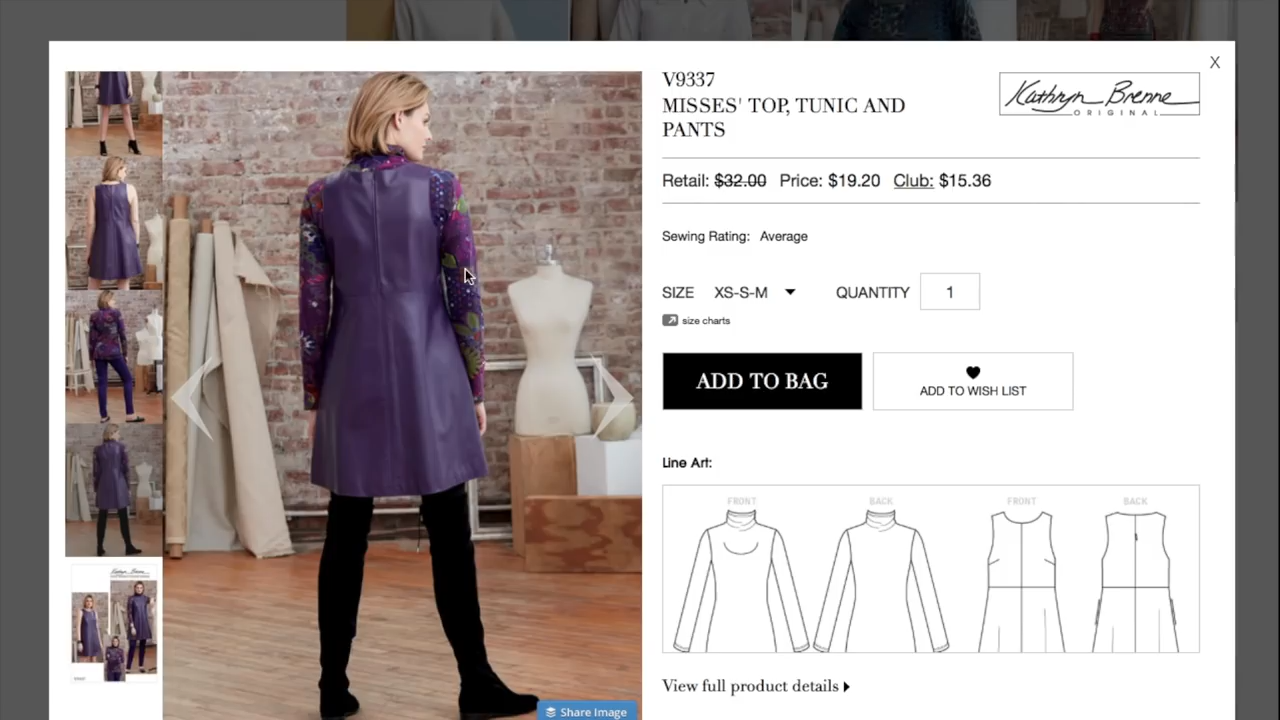 X
V9337
MISSES' TOP, TUNIC AND
PANTS
Kathryn Brenne
ORIGINAL
Retail: $32.00 Price: $19.20 Club: $15.36
Sewing Rating: Average
SIZE XS-S-M QUANTITY 1
size charts
ADD TO BAG
ADD TO WISH LIST
Line Art:
FRONT BACK FRONT BACK
View full product details
Share Image